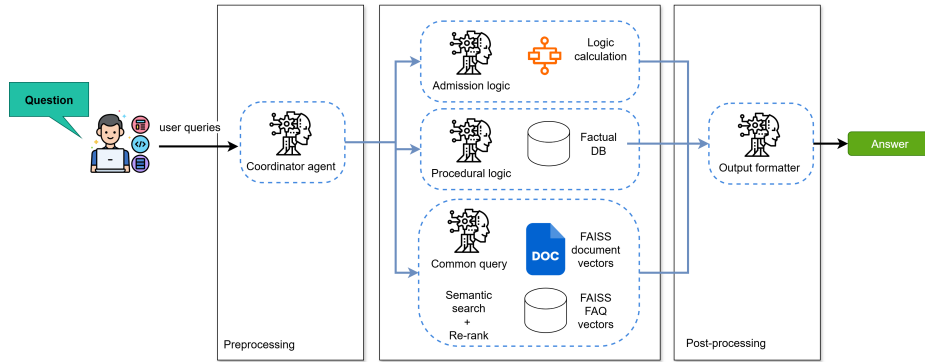 Question
user queries
Coordinator agent
Preprocessing
Admission logic
Logic
calculation
Procedural logic
Factual
DB
Common query
DOC
FAISS
document
vectors
Semantic
search
+
Re-rank
FAISS
FAQ
vectors
Output formatter
Post-processing
Answer